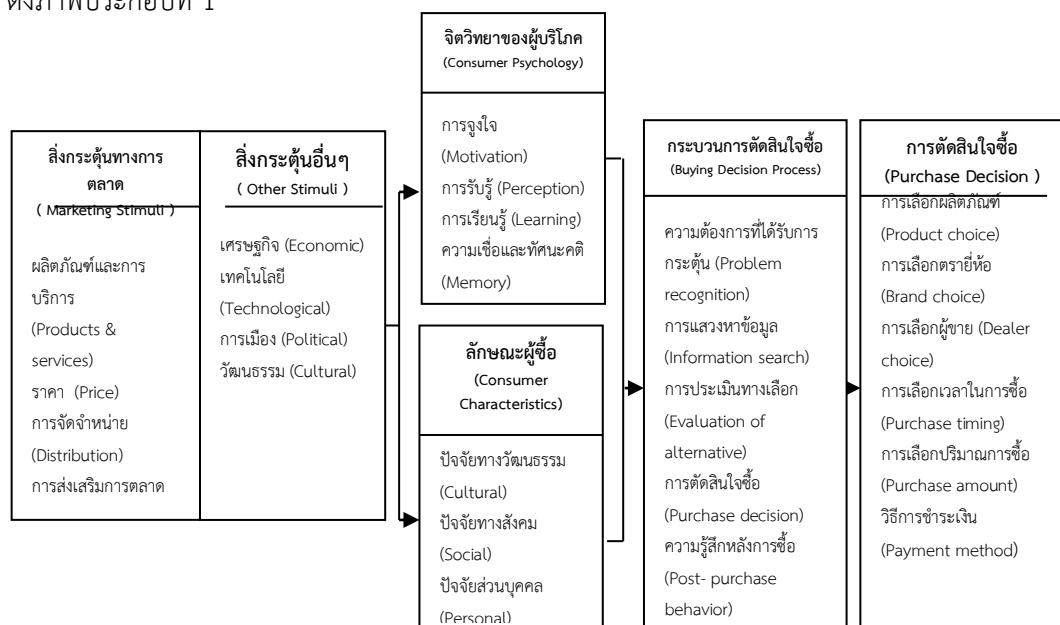 ดังภาพประกอบที่ 1
สิ่งกระตุ้นทางการ
ตลาด
( Marketing Stimuli )
ผลิตภัณฑ์และการ
บริการ
(Products &
services)
ราคา (Price)
การจัดจำหน่าย
(Distribution)
การส่งเสริมการตลาด
สิ่งกระตุ้นอื่นๆ
( Other Stimuli )
เศรษฐกิจ (Economic)
เทคโนโลยี
(Technological)
การเมือง (Political)
วัฒนธรรม (Cultural)
จิตวิทยาของผู้บริโภค
(Consumer Psychology)
การจูงใจ
(Motivation)
การรับรู้ (Perception)
การเรียนรู้ (Learning)
ความเชื่อและทัศนะคติ
(Memory)
ลักษณะผู้ซื้อ
(Consumer
Characteristics)
ปัจจัยทางวัฒนธรรม
(Cultural)
ปัจจัยทางสังคม
(Social)
ปัจจัยส่วนบุคคล
(Personal)
กระบวนการตัดสินใจซื้อ
(Buying Decision Process)
ความต้องการที่ได้รับการ
กระตุ้น (Problem
recognition)
การแสวงหาข้อมูล
(Information search)
การประเมินทางเลือก
(Evaluation of
alternative)
การตัดสินใจซื้อ
(Purchase decision)
ความรู้สึกหลังการซื้อ
(Post- purchase
behavior)
การตัดสินใจซื้อ
(Purchase Decision )
การเลือกผลิตภัณฑ์
(Product choice)
การเลือกตรายี่ห้อ
(Brand choice)
การเลือกผู้ขาย (Dealer
choice)
การเลือกเวลาในการซื้อ
(Purchase timing)
การเลือกปริมาณการซื้อ
(Purchase amount)
วิธีการชำระเงิน
(Payment method)